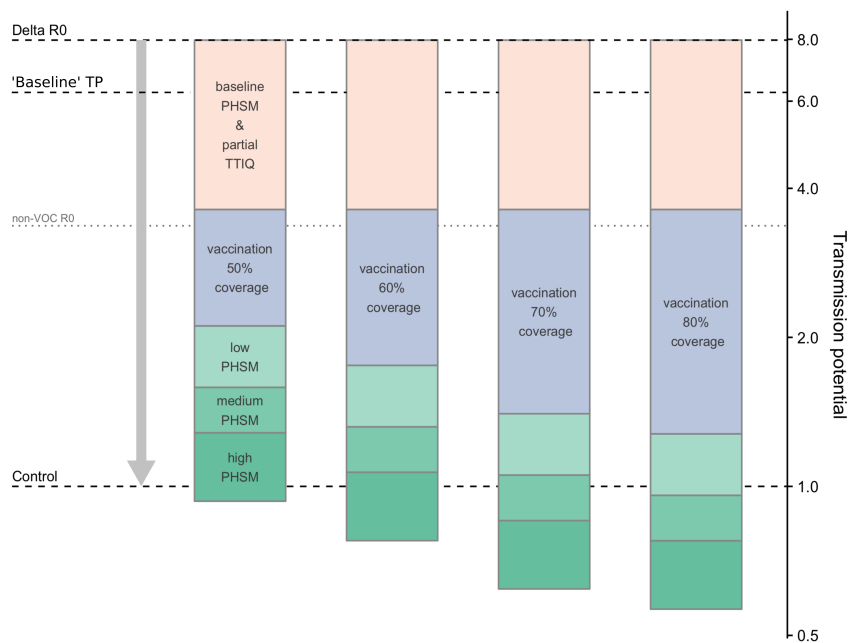 Delta R0
'Baseline' TP
non-VOC R0
Control
baseline
PHSM
&
partial
TTIQ
vaccination
50%
coverage
low
PHSM
medium
PHSM
high
PHSM
vaccination
60%
coverage
vaccination
70%
coverage
vaccination
80%
coverage
8.0
6.0
4.0
2.0
1.0
0.5
Transmission potential